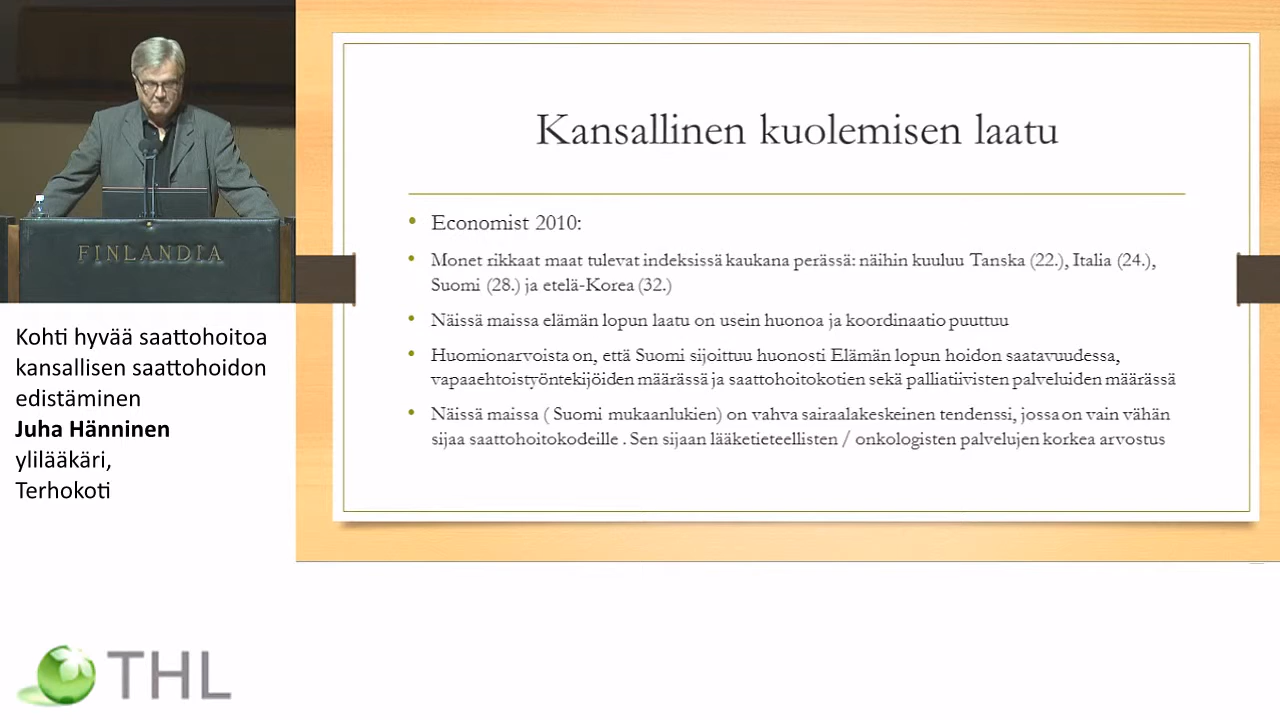 FINLANDIA
Kohti hyvää saattohoitoa
kansallisen saattohoidon
edistäminen
Juha Hänninen
ylilääkäri,
Terhokoti
THL
Kansallinen kuolemisen laatu
• Economist 2010:
• Monet rikkaat maat tulevat indeksissä kaukana perässä: näihin kuuluu Tanska (22.), Italia (24.),
Suomi (28.) ja etelä-Korea (32.)
• Näissä maissa elämän lopun laatu on usein huonoa ja koordinaatio puuttuu
• Huomionarvoista on, että Suomi sijoittuu huonosti Elämän lopun hoidon saatavuudessa,
vapaaehtoistyöntekijöiden määrässä ja saattohoitokotien sekä palliatiivisten palveluiden määrässä
• Näissä maissa ( Suomi mukaanlukien) on vahva sairaalakeskeinen tendenssi, jossa on vain vähän
sijaa saattohoitokodeille . Sen sijaan lääketieteellisten / onkologisten palvelujen korkea arvostus